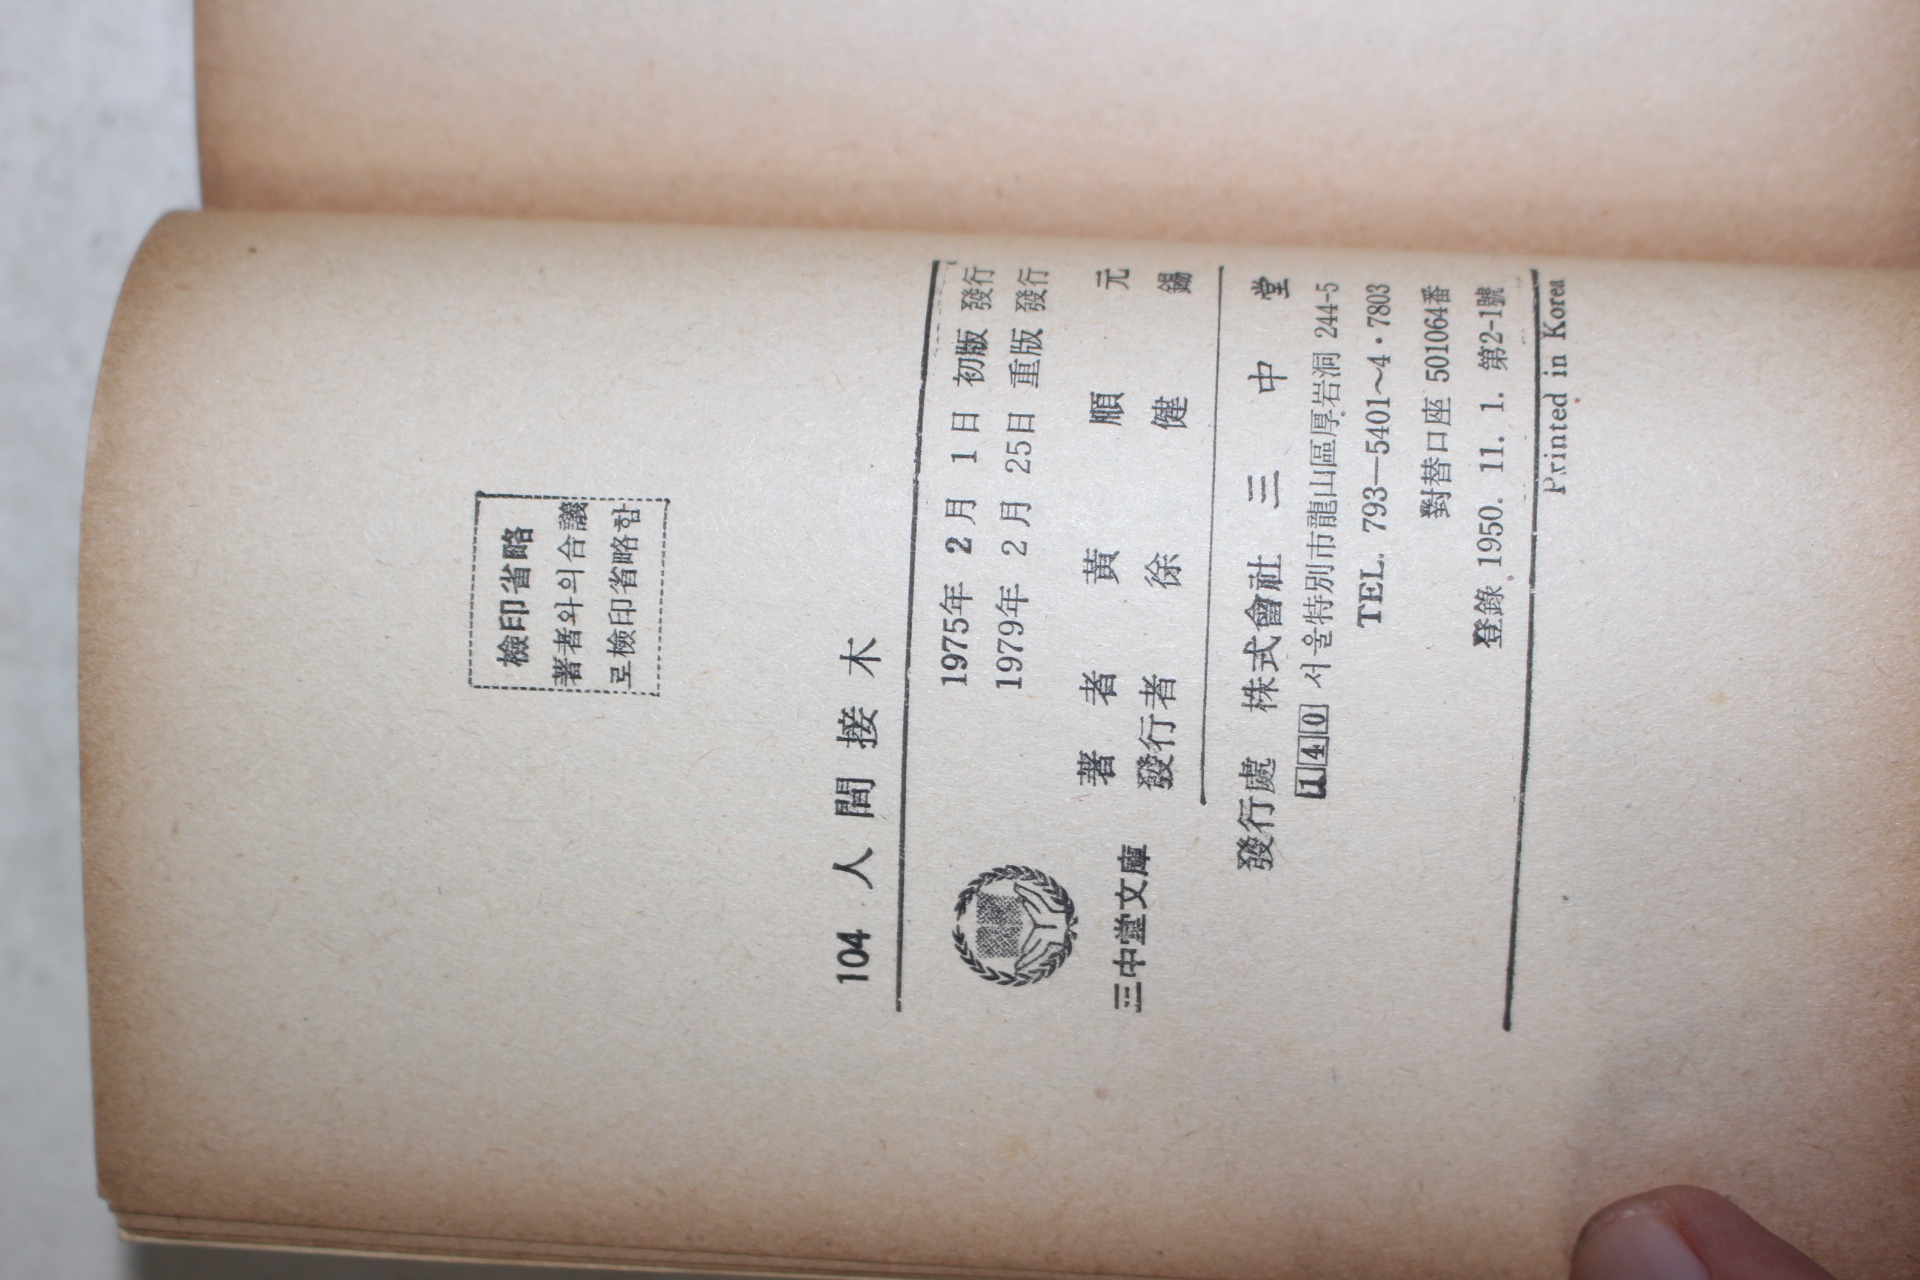 檢印省略
著者와의合議
로檢印省略함
104 人間接木
1975年 2月 1日 初版 發行
1979年 2月 25日 重版 發行
著者 黃順元
發行者 徐健錫
三中堂文庫
發行處 株式會社 三中堂
140 서울特別市龍山區厚岩洞 244-5
TEL. 793—5401～4・7803
對替口座 501064番
登錄 1950. 11. 1. 第2-1號
Printed in Korea